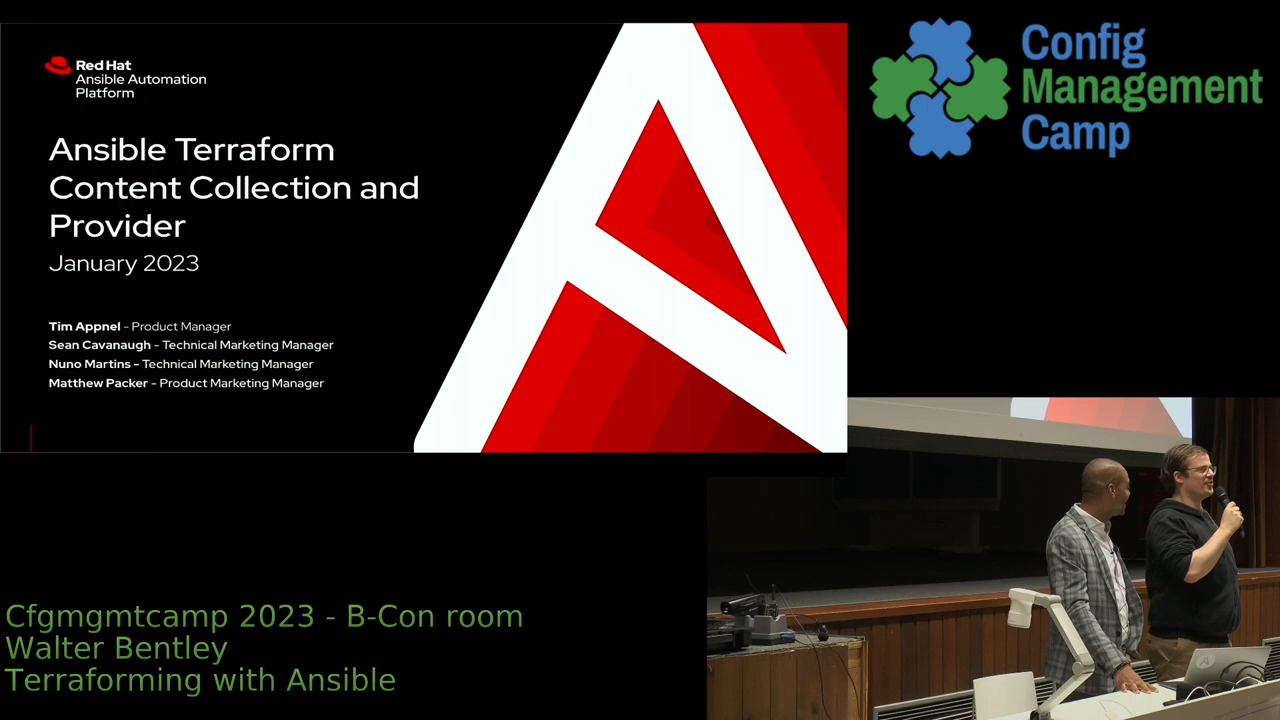 Red Hat
Ansible Automation
Platform
Ansible Terraform
Content Collection and
Provider
January 2023
Tim Appnel - Product Manager
Sean Cavanaugh - Technical Marketing Manager
Nuno Martins - Technical Marketing Manager
Matthew Packer - Product Marketing Manager
Config
Management
Camp
Cfgmgmtcamp 2023 - B-Con room
Walter Bentley
Terraforming with Ansible